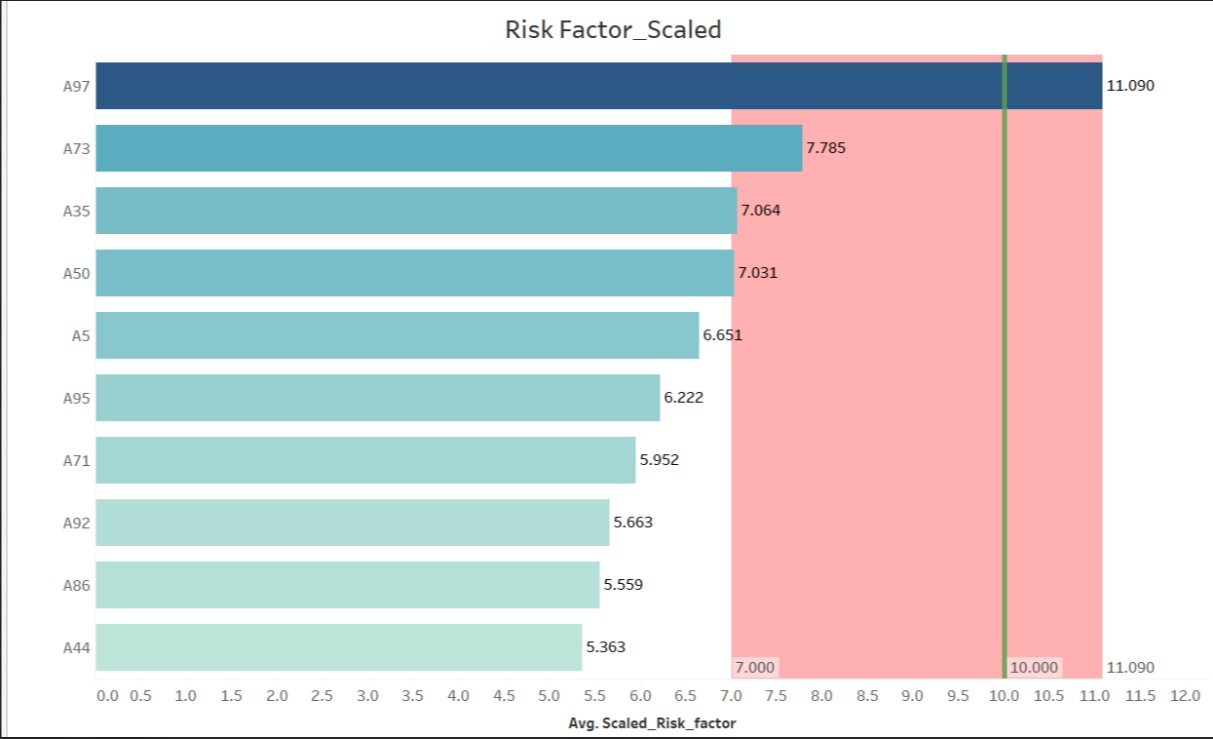 Risk Factor_Scaled
A97 11.090
A73 7.785
A35 7.064
A50 7.031
A5 6.651
A95 6.222
A71 5.952
A92 5.663
A86 5.559
A44 5.363
7.000 10.000 11.090
0.0 0.5 1.0 1.5 2.0 2.5 3.0 3.5 4.0 4.5 5.0 5.5 6.0 6.5 7.0 7.5 8.0 8.5 9.0 9.5 10.0 10.5 11.0 11.5 12.0
Avg. Scaled_Risk_factor